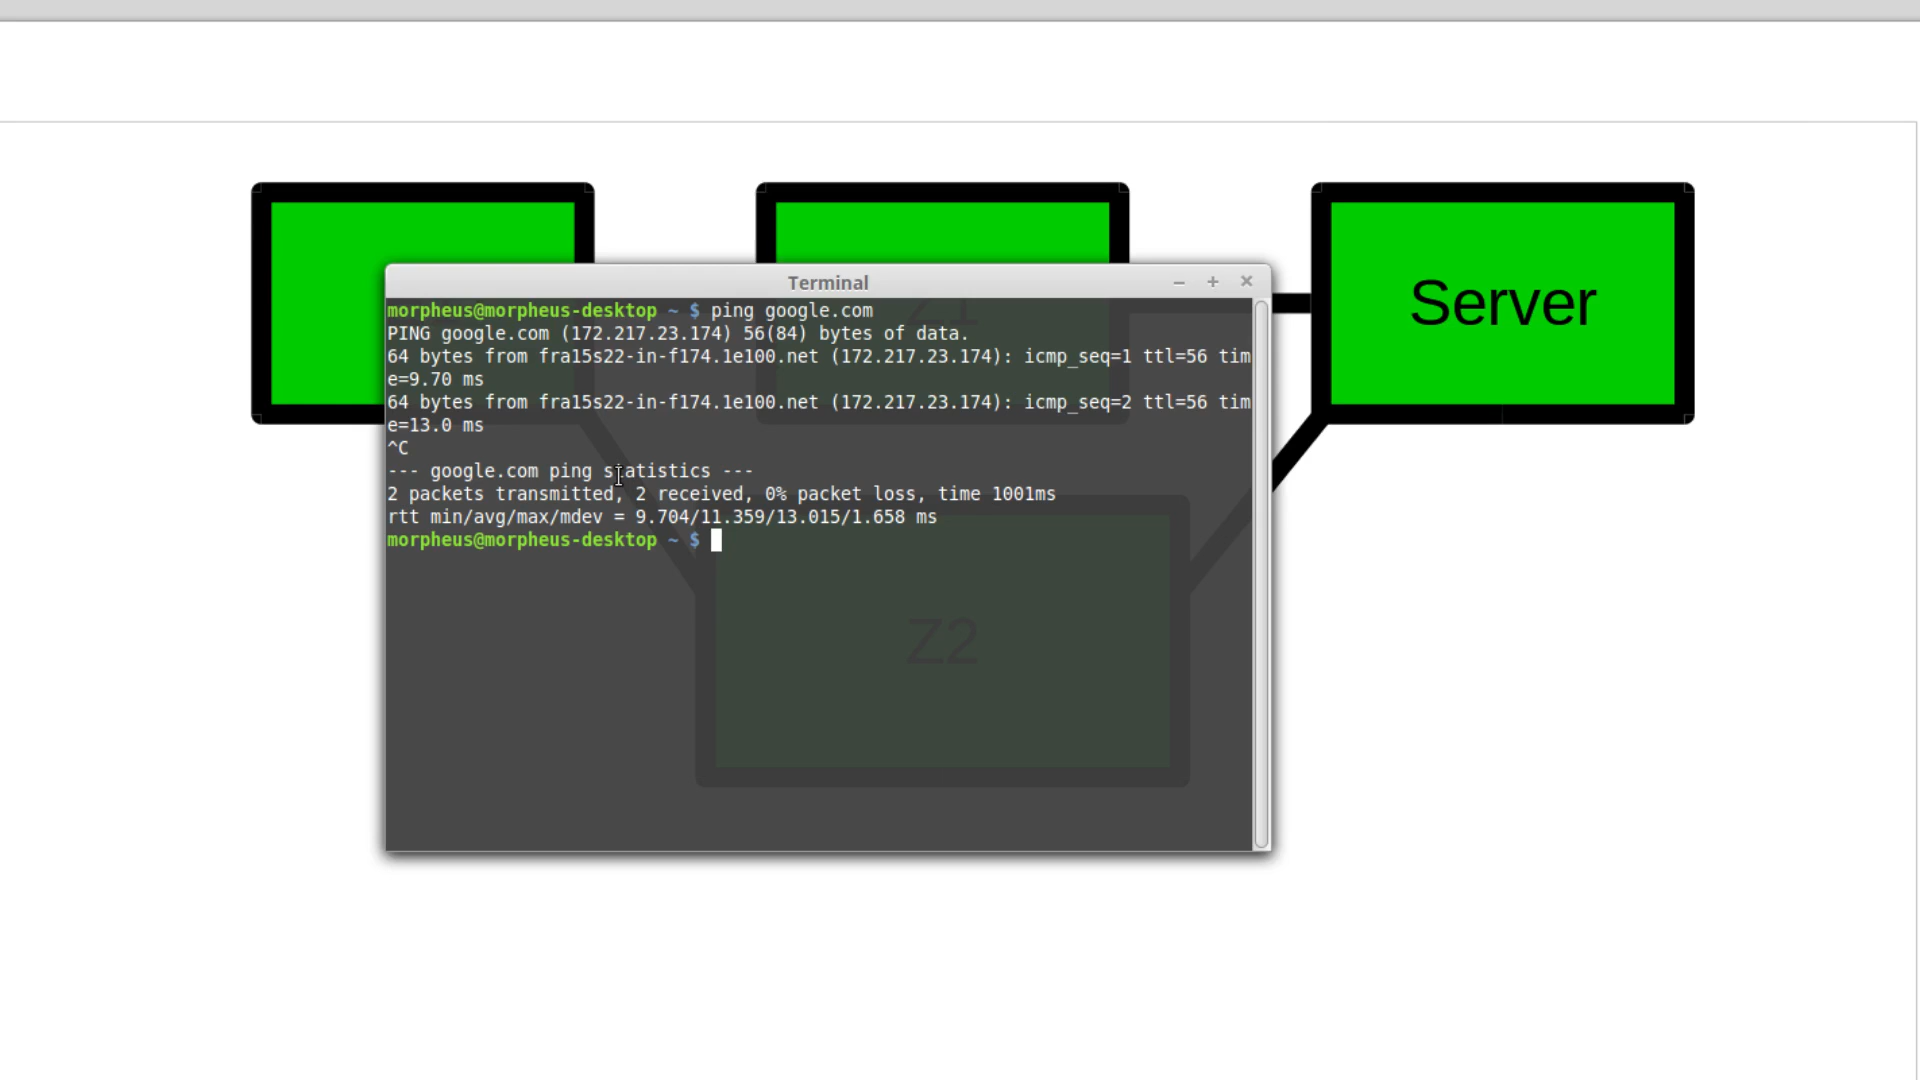 Terminal
morpheus@morpheus-desktop ~ $ ping google.com
PING google.com (172.217.23.174) 56(84) bytes of data.
64 bytes from fra15s22-in-f174.1e100.net (172.217.23.174): icmp_seq=1 ttl=56 tim
e=9.70 ms
64 bytes from fra15s22-in-f174.1e100.net (172.217.23.174): icmp_seq=2 ttl=56 tim
e=13.0 ms
^C
--- google.com ping statistics ---
2 packets transmitted, 2 received, 0% packet loss, time 1001ms
rtt min/avg/max/mdev = 9.704/11.359/13.015/1.658 ms
morpheus@morpheus-desktop ~ $
Z1
Server
Z2